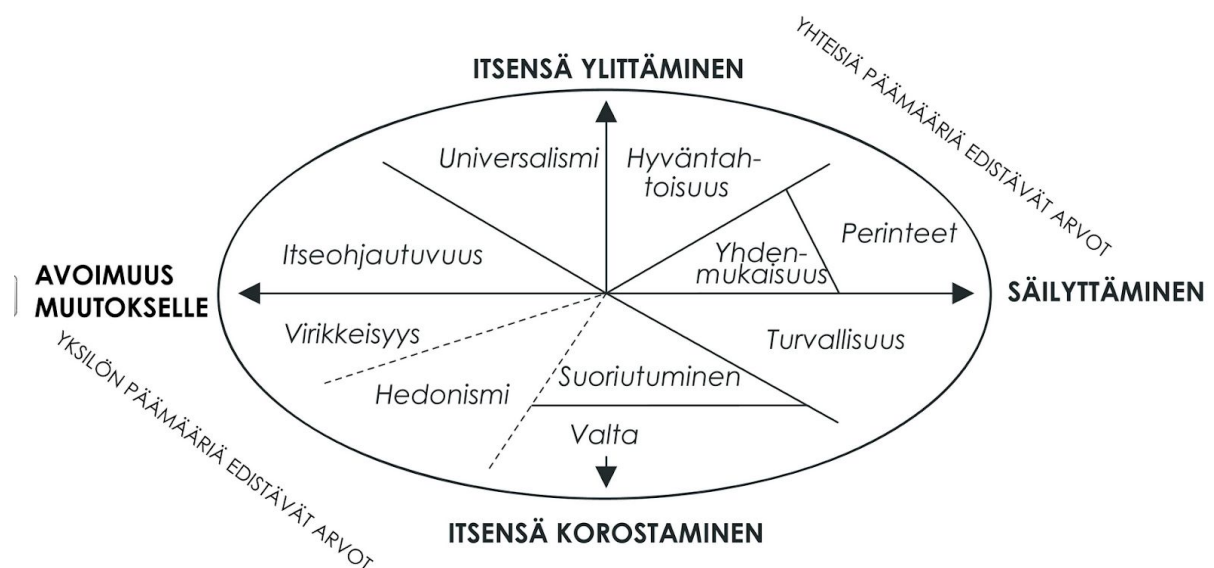 YHTEISIÄ PÄÄMÄÄRIÄ EDISTÄVÄT ARVOT
ITSENSÄ YLITTÄMINEN
Universalismi
Hyväntah-
toisuus
Perinteet
Yhden-
mukaisuus
Itseohjautuvuus
AVOIMUUS
MUUTOKSELLE
SÄILYTTÄMINEN
Virikkeisyys
Turvallisuus
Hedonismi
Suoriutuminen
Valta
YKSILÖN PÄÄMÄÄRIÄ EDISTÄVÄT ARVOT
ITSENSÄ KOROSTAMINEN